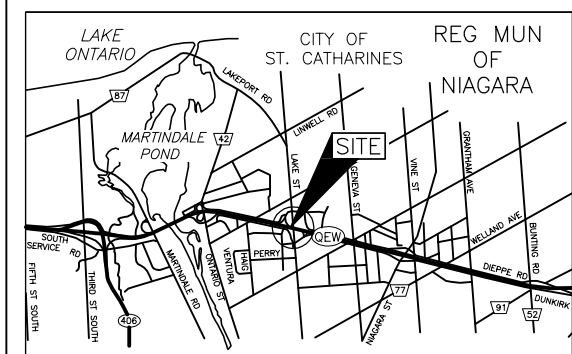 LAKE
ONTARIO
CITY OF
ST. CATHARINES
REG MUN
OF
NIAGARA
87
LAKEPORT RD
42
LINWELL RD
MARTINDALE
POND
SITE
LAKE ST
GENEVA ST
VINE ST
GRANTHAM AVE
WELLAND AVE
BUNTING RD
QEW
SOUTH
SERVICE RD
FIFTH ST SOUTH
THIRD ST SOUTH
406
MARTINDALE RD
ONTARIO ST
VENTURA
HAIG
PERRY
77
NIAGARA ST
DIEPPE RD
91
52
DUNKIRK